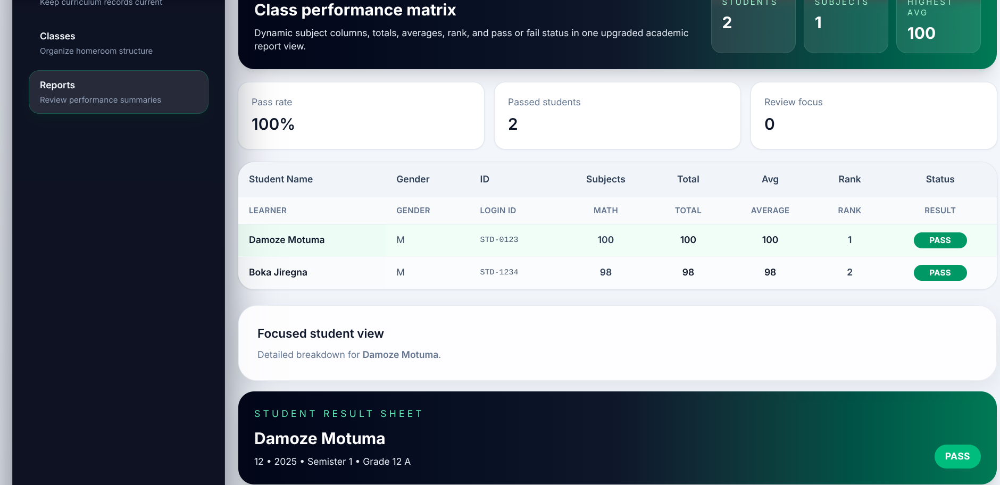 Keep curriculum records current
Classes
Organize homeroom structure
Reports
Review performance summaries
Class performance matrix
Dynamic subject columns, totals, averages, rank, and pass or fail status in one upgraded academic
report view.
STUDENTS
2
SUBJECTS
1
HIGHEST
AVG
100
Pass rate
100%
Passed students
2
Review focus
0
Student Name Gender ID Subjects Total Avg Rank Status
LEARNER GENDER LOGIN ID MATH TOTAL AVERAGE RANK RESULT
Damoze Motuma M STD-0123 100 100 100 1 PASS
Boka Jiregna M STD-1234 98 98 98 2 PASS
Focused student view
Detailed breakdown for Damoze Motuma.
STUDENT RESULT SHEET
Damoze Motuma
12 • 2025 • Semister 1 • Grade 12 A
PASS